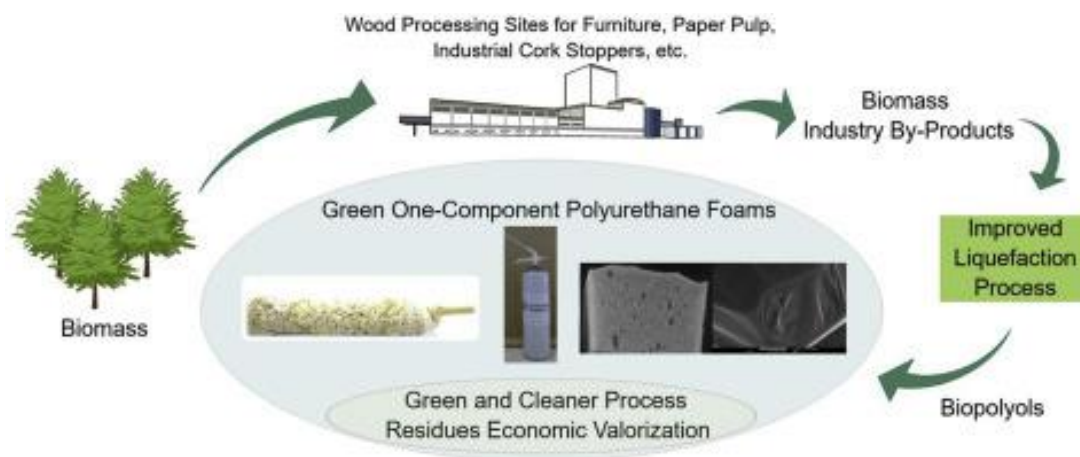 Wood Processing Sites for Furniture, Paper Pulp,
Industrial Cork Stoppers, etc.
Biomass
Industry By-Products
Improved
Liquefaction
Process
Biopolyols
Biomass
Green One-Component Polyurethane Foams
Green and Cleaner Process
Residues Economic Valorization